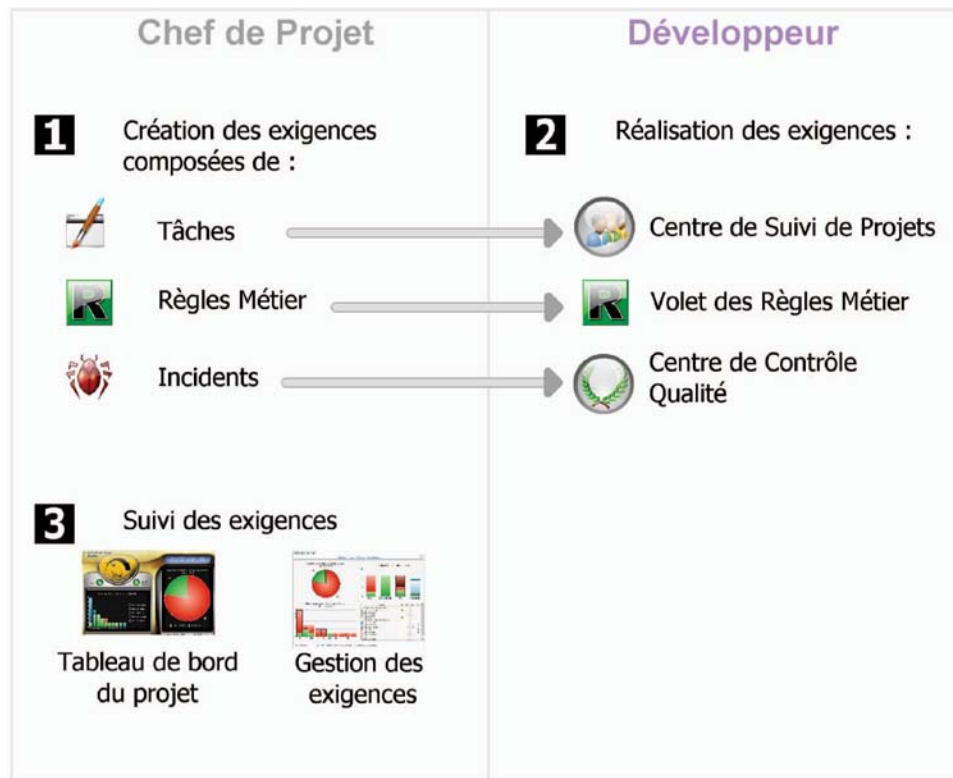 Chef de Projet
Développeur
1
Création des exigences
composées de :
2
Réalisation des exigences :
Tâches
Centre de Suivi de Projets
R
Règles Métier
R
Volet des Règles Métier
Incidents
Centre de Contrôle
Qualité
3
Suivi des exigences
Tableau de bord
du projet
Gestion des
exigences